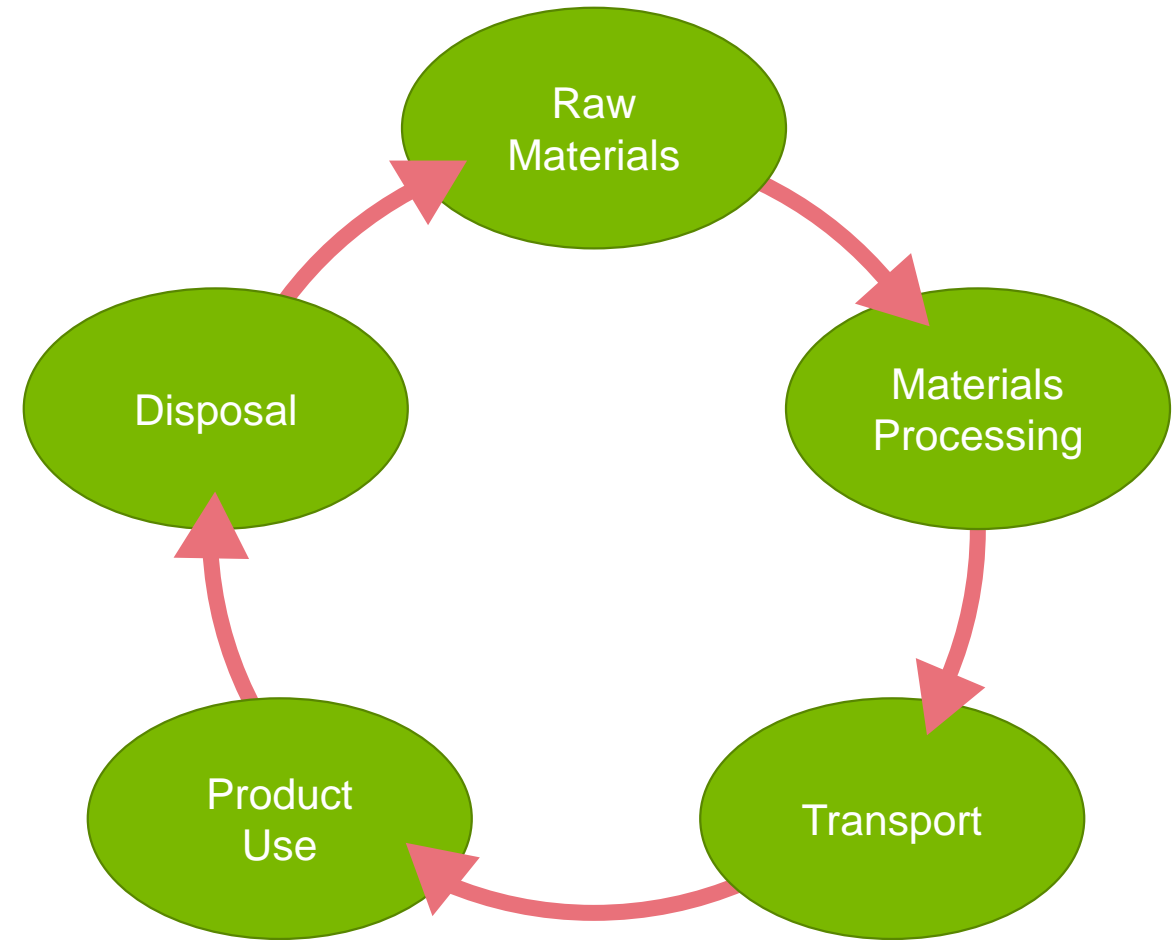 Raw
Materials
Materials
Processing
Transport
Product
Use
Disposal